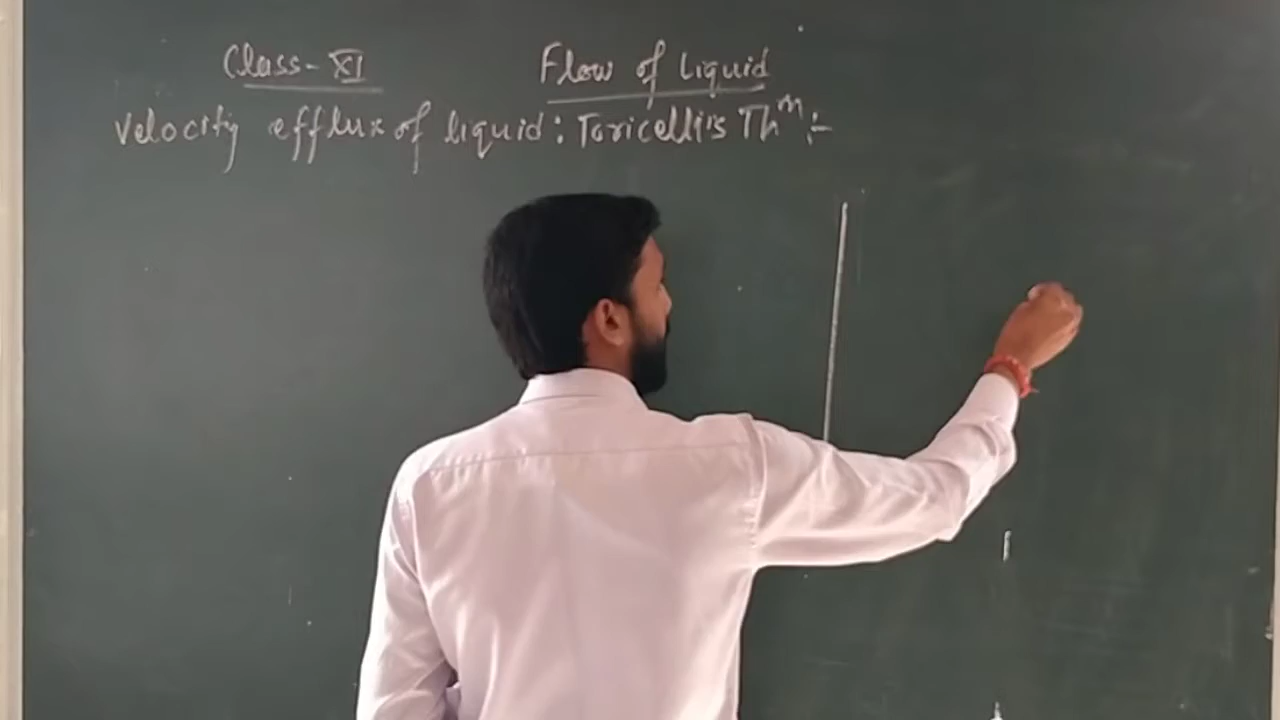 Class-XI
Flow of Liquid
Velocity efflux of liquid: Toricelli's Thm:-